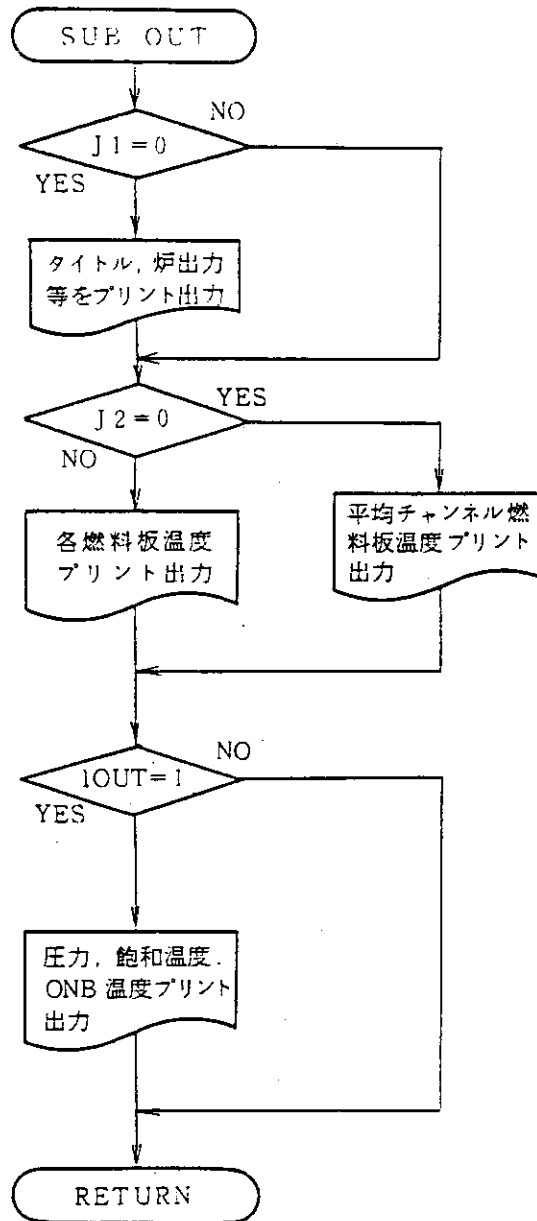 SUB OUT
NO
J1=0
YES
タイトル，炉出力
等をプリント出力
YES
J2=0
NO
各燃料板温度
プリント出力
平均チャンネル燃
料板温度プリント
出力
NO
IOUT=1
YES
圧力，飽和温度．
ONB温度プリント
出力
RETURN